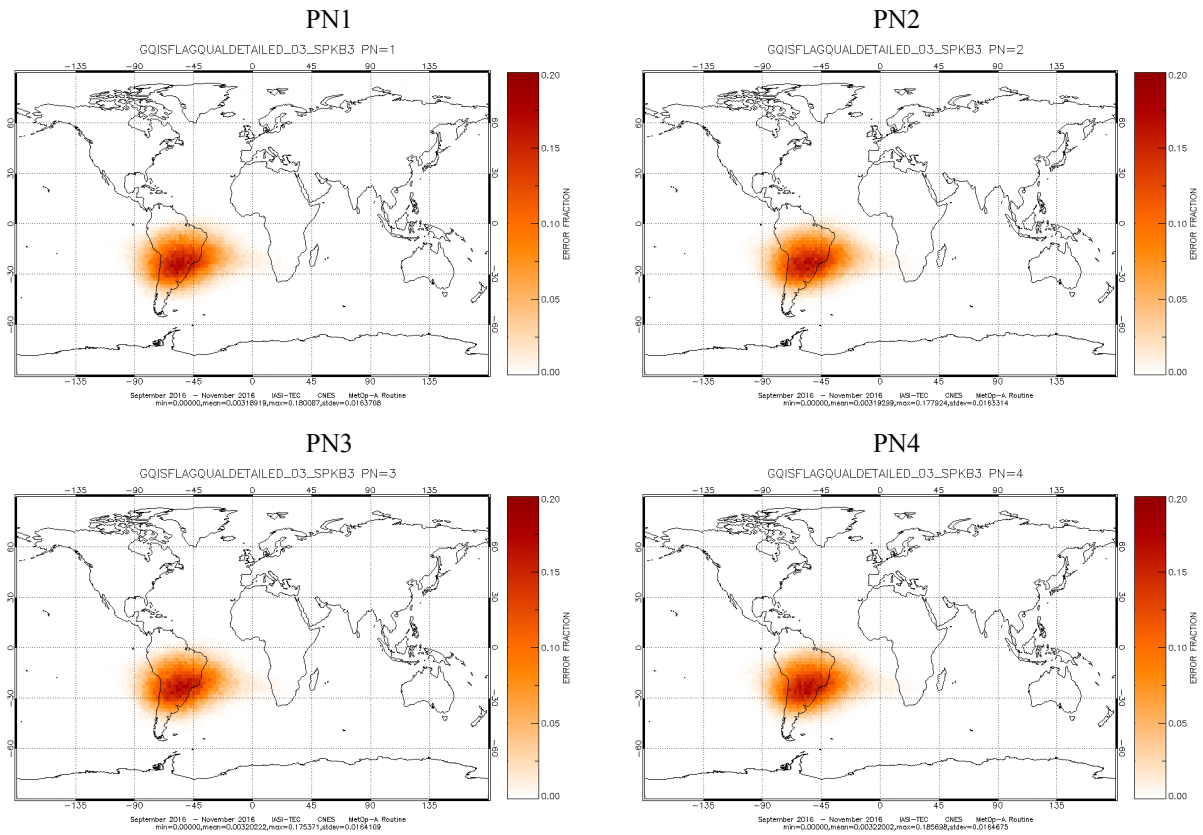 PN1
GQISFLAGQUALDETAILED_03_SPKB3 PN=1
-135 -90 -45 0 45 90 135
60
30
0
-30
-60
-135 -90 -45 0 45 90 135
0.20
0.15
0.10
0.05
0.00
ERROR FRACTION
September 2016 - November 2016 IASI-TEC CNES MetOp-A Routine
min=0.00000,mean=0.00318919,max=0.180087,stdev=0.0163708
PN2
GQISFLAGQUALDETAILED_03_SPKB3 PN=2
-135 -90 -45 0 45 90 135
60
30
0
-30
-60
-135 -90 -45 0 45 90 135
0.20
0.15
0.10
0.05
0.00
ERROR FRACTION
September 2016 - November 2016 IASI-TEC CNES MetOp-A Routine
min=0.00000,mean=0.00319299,max=0.177924,stdev=0.0163314
PN3
GQISFLAGQUALDETAILED_03_SPKB3 PN=3
-135 -90 -45 0 45 90 135
60
30
0
-30
-60
-135 -90 -45 0 45 90 135
0.20
0.15
0.10
0.05
0.00
ERROR FRACTION
September 2016 - November 2016 IASI-TEC CNES MetOp-A Routine
min=0.00000,mean=0.00320222,max=0.175371,stdev=0.0164109
PN4
GQISFLAGQUALDETAILED_03_SPKB3 PN=4
-135 -90 -45 0 45 90 135
60
30
0
-30
-60
-135 -90 -45 0 45 90 135
0.20
0.15
0.10
0.05
0.00
ERROR FRACTION
September 2016 - November 2016 IASI-TEC CNES MetOp-A Routine
min=0.00000,mean=0.00322002,max=0.185698,stdev=0.0164675